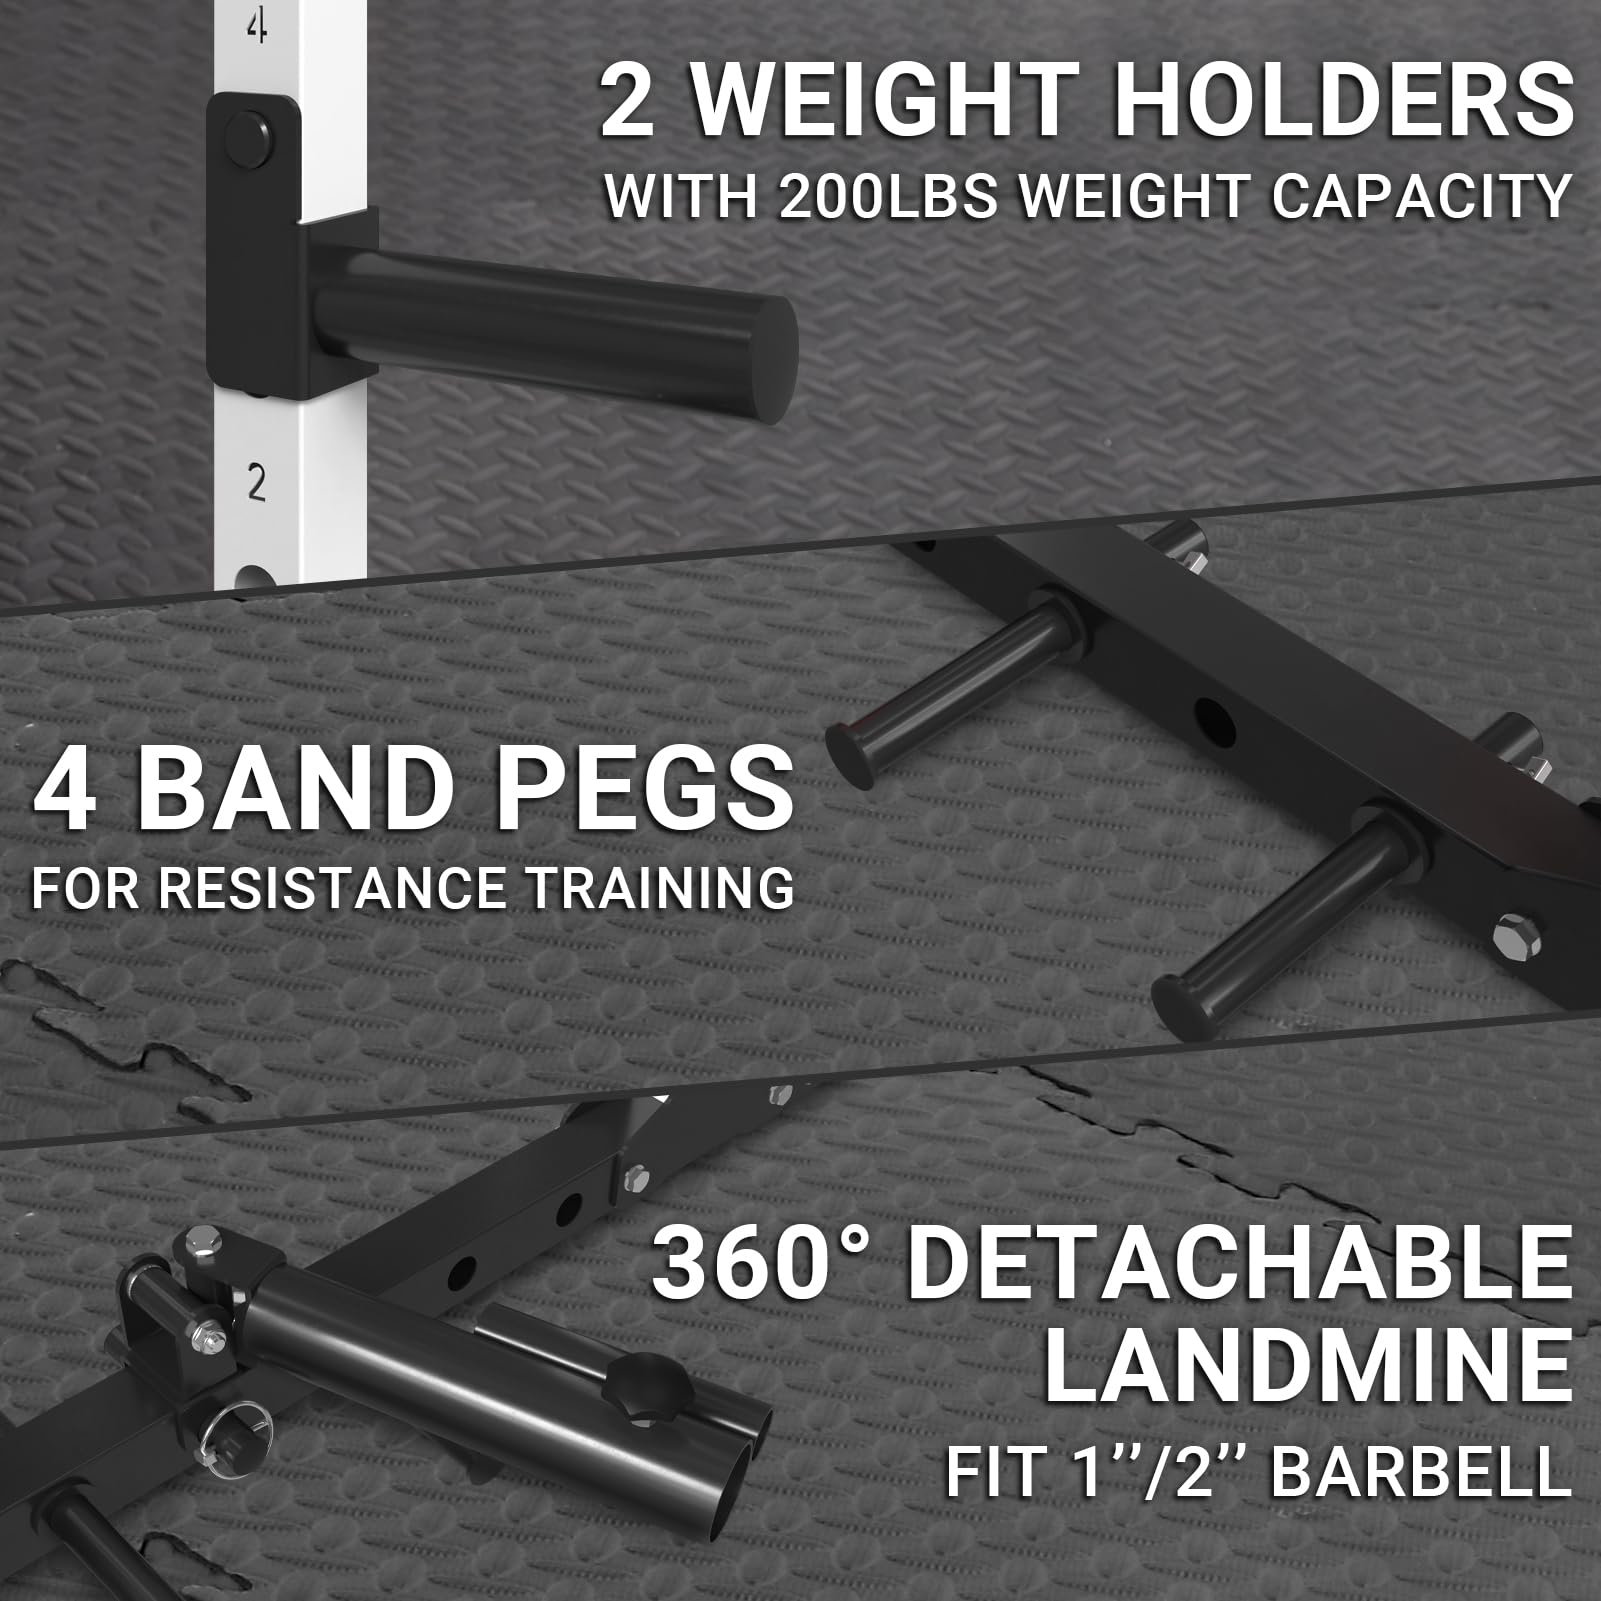 4
2 WEIGHT HOLDERS
WITH 200LBS WEIGHT CAPACITY
2
4 BAND PEGS
FOR RESISTANCE TRAINING
360° DETACHABLE
LANDMINE
FIT 1’’/2’’ BARBELL